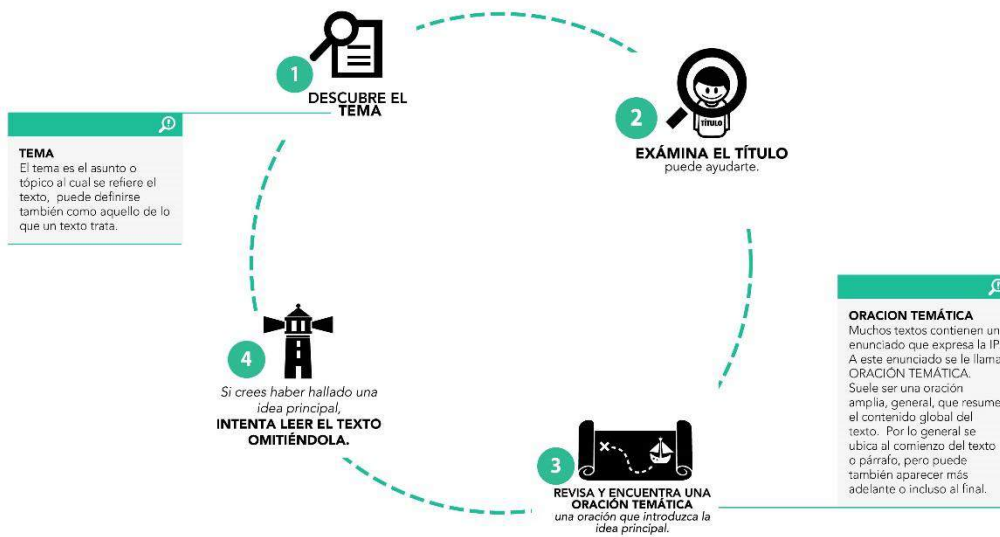 1
DESCUBRE EL
TEMA
TEMA
El tema es el asunto o
tópico al cual se refiere el
texto, puede definirse
también como aquello de lo
que un texto trata.
2
TÍTULO
EXÁMINA EL TÍTULO
puede ayudarte.
ORACION TEMÁTICA
Muchos textos contienen un
enunciado que expresa la IP.
A este enunciado se le llama
ORACIÓN TEMÁTICA.
Suele ser una oración
amplia, general, que resume
el contenido global del
texto. Por lo general se
ubica al comienzo del texto
o párrafo, pero puede
también aparecer más
adelante o incluso al final.
3
REVISA Y ENCUENTRA UNA
ORACIÓN TEMÁTICA
una oración que introduzca la
idea principal.
4
Si crees haber hallado una
idea principal,
INTENTA LEER EL TEXTO
OMITIÉNDOLA.